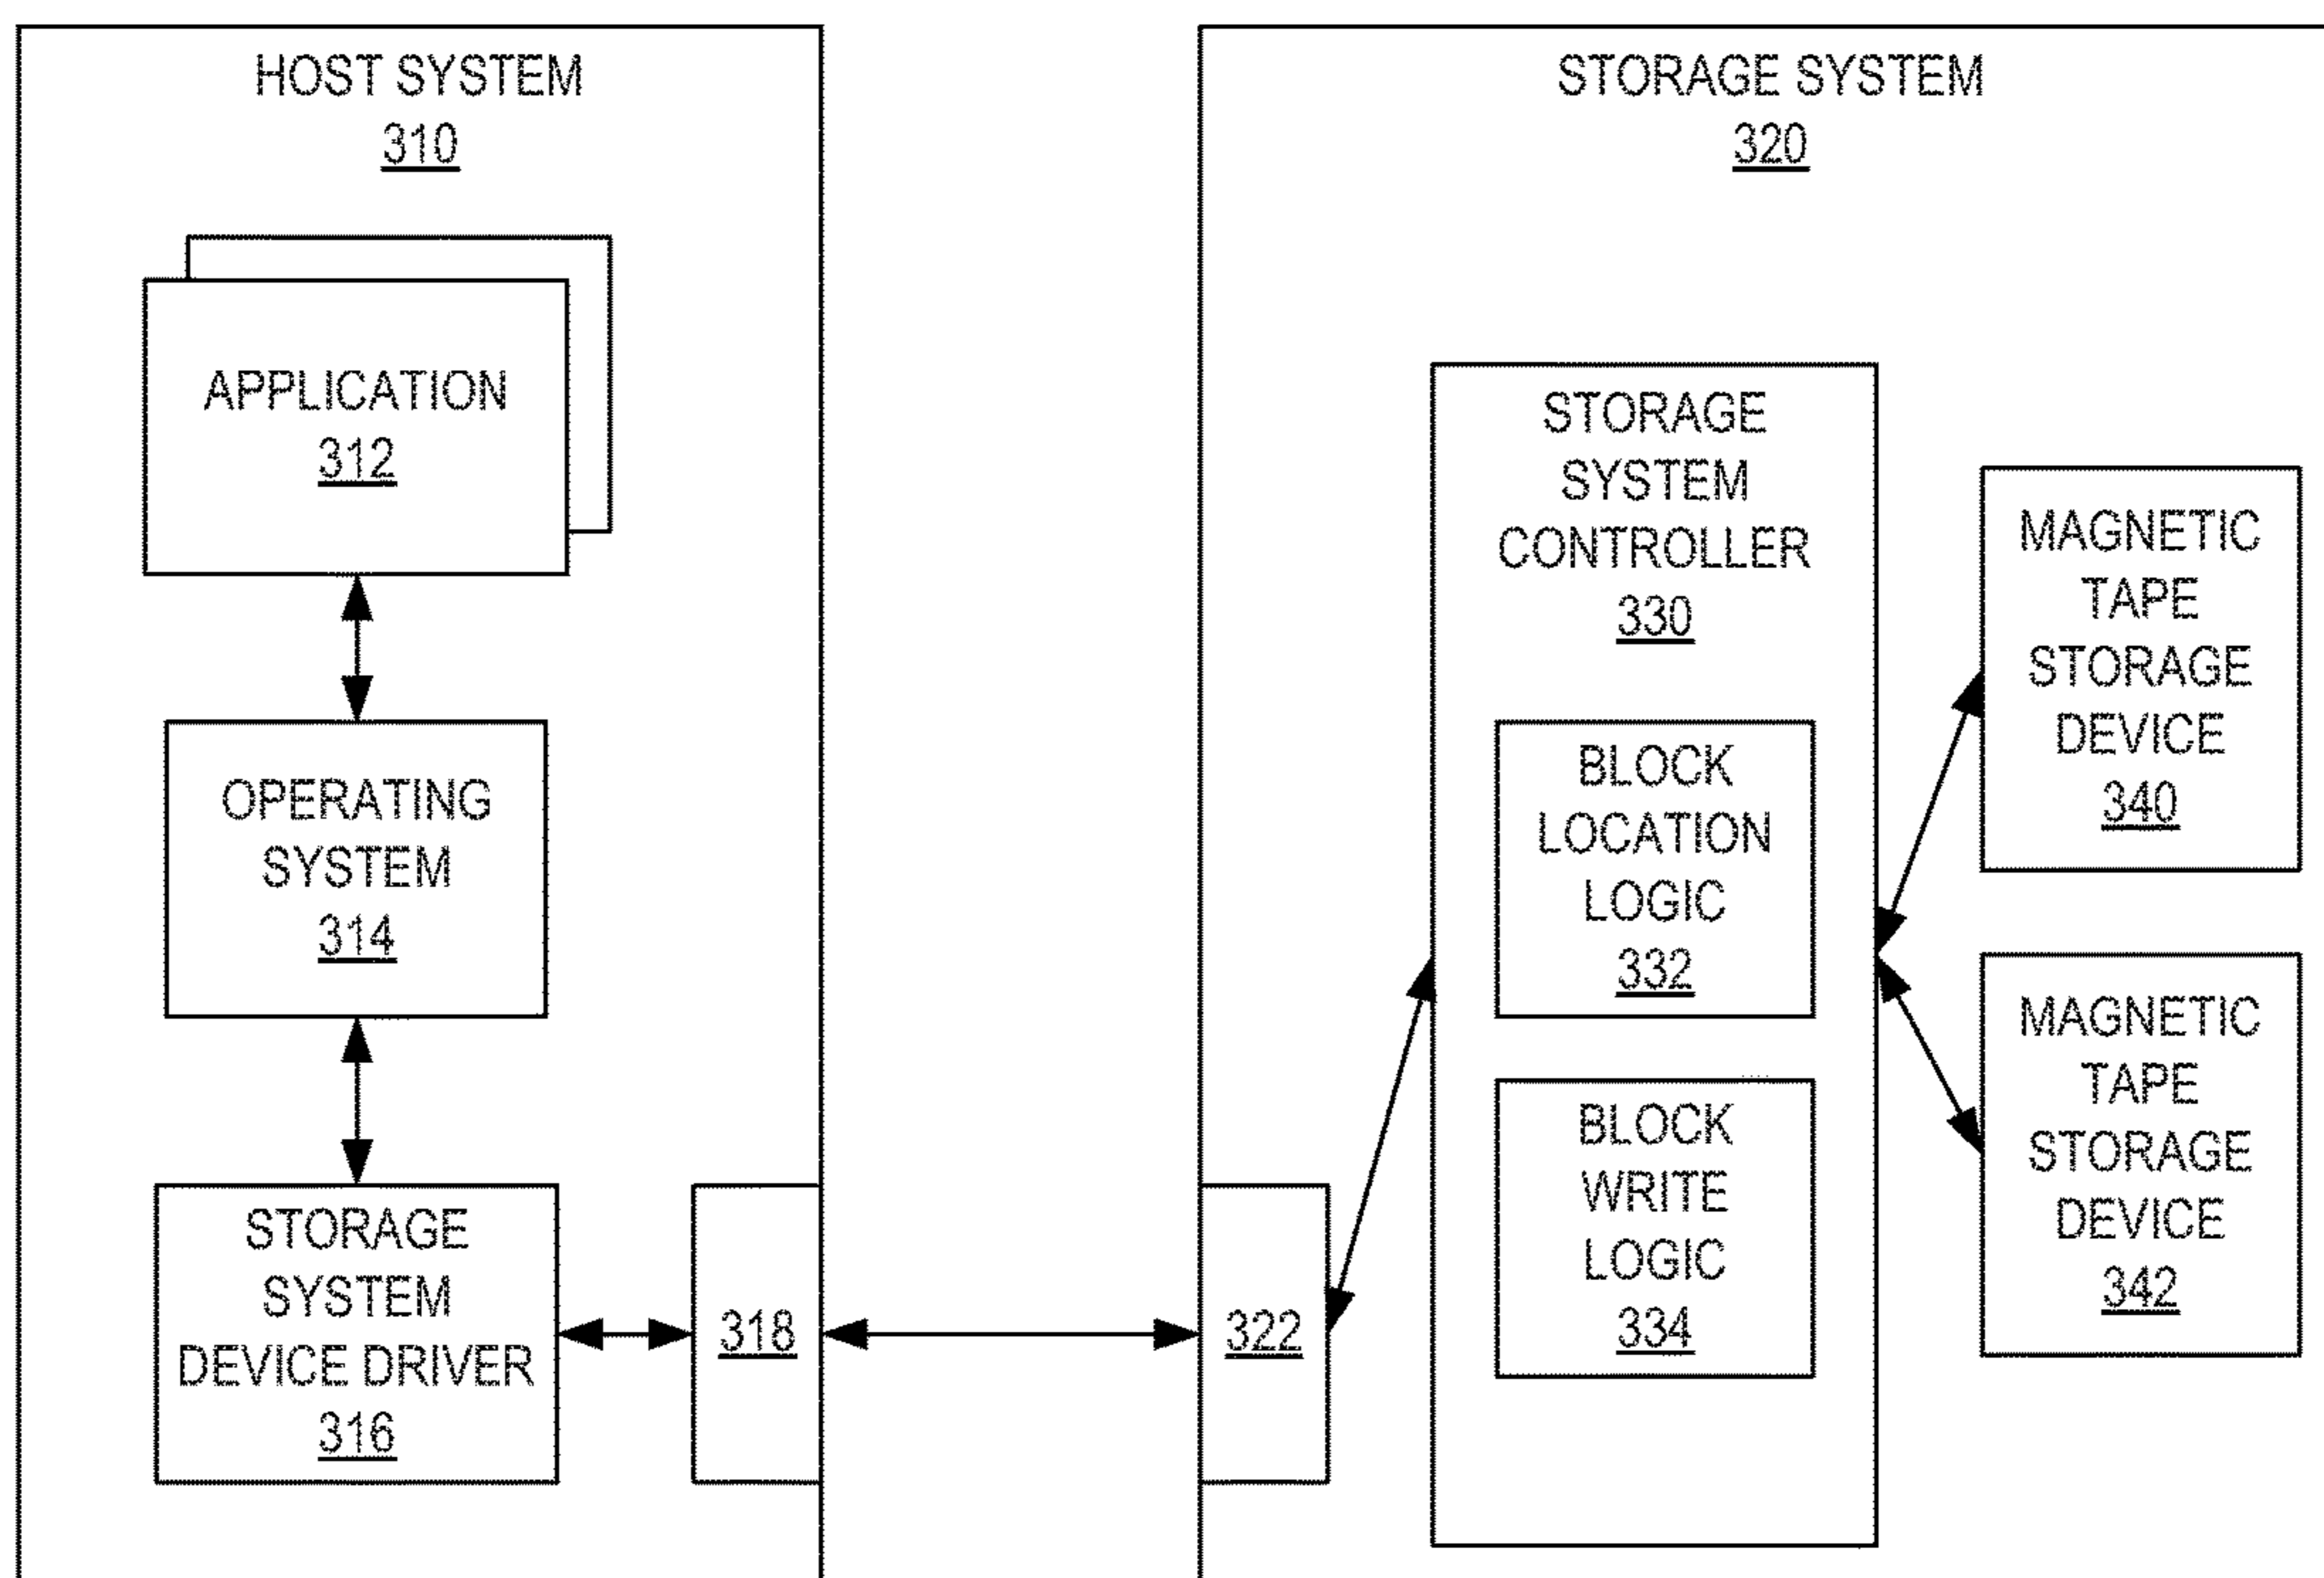 HOST SYSTEM
310
APPLICATION
312
OPERATING
SYSTEM
314
STORAGE
SYSTEM
DEVICE DRIVER
316
318
STORAGE SYSTEM
320
322
STORAGE
SYSTEM
CONTROLLER
330
BLOCK
LOCATION
LOGIC
332
BLOCK
WRITE
LOGIC
334
MAGNETIC
TAPE
STORAGE
DEVICE
340
MAGNETIC
TAPE
STORAGE
DEVICE
342